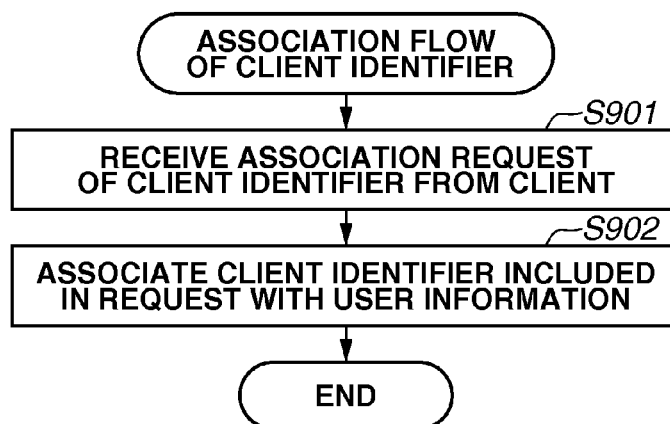 ASSOCIATION FLOW
OF CLIENT IDENTIFIER
S901
RECEIVE ASSOCIATION REQUEST
OF CLIENT IDENTIFIER FROM CLIENT
S902
ASSOCIATE CLIENT IDENTIFIER INCLUDED
IN REQUEST WITH USER INFORMATION
END